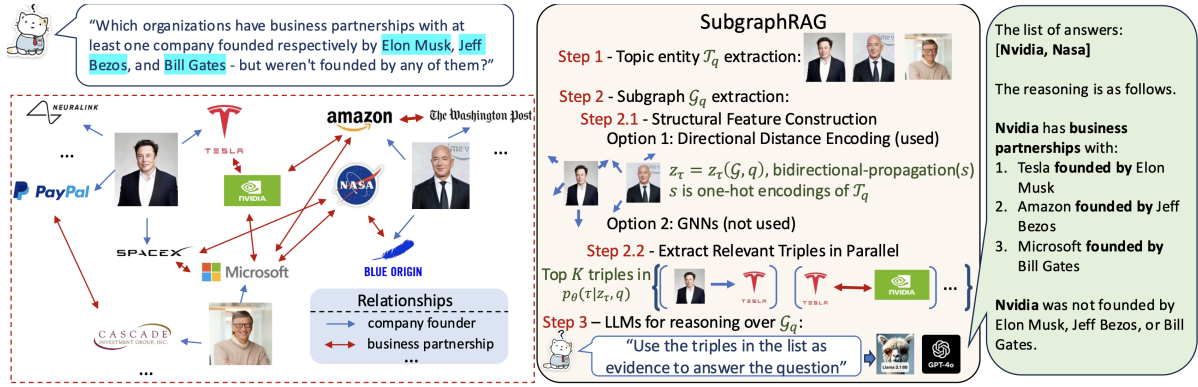 “Which organizations have business partnerships with at
least one company founded respectively by Elon Musk, Jeff
Bezos, and Bill Gates - but weren't founded by any of them?”
NEURALINK
TESLA
amazon
The Washington Post
...
...
PayPal
NVIDIA
NASA
SPACEX
Microsoft
BLUE ORIGIN
CASCADE
INVESTMENT GROUP, INC.
...
Relationships
company founder
business partnership
...
SubgraphRAG
Step 1 - Topic entity 𝒯q extraction:
Step 2 - Subgraph 𝒢q extraction:
Step 2.1 - Structural Feature Construction
Option 1: Directional Distance Encoding (used)
zτ = zτ(𝒢, q), bidirectional-propagation(s)
s is one-hot encodings of 𝒯q
Option 2: GNNs (not used)
Step 2.2 - Extract Relevant Triples in Parallel
Top K triples in
pθ(τ|zτ, q)
TESLA
TESLA
NVIDIA
...
Step 3 – LLMs for reasoning over 𝒢q:
“Use the triples in the list as
evidence to answer the question”
Llama 3.1 8B
GPT-4o
The list of answers:
[Nvidia, Nasa]
The reasoning is as follows.
Nvidia has business
partnerships with:
1. Tesla founded by Elon
Musk
2. Amazon founded by Jeff
Bezos
3. Microsoft founded by
Bill Gates
Nvidia was not founded by
Elon Musk, Jeff Bezos, or Bill
Gates.